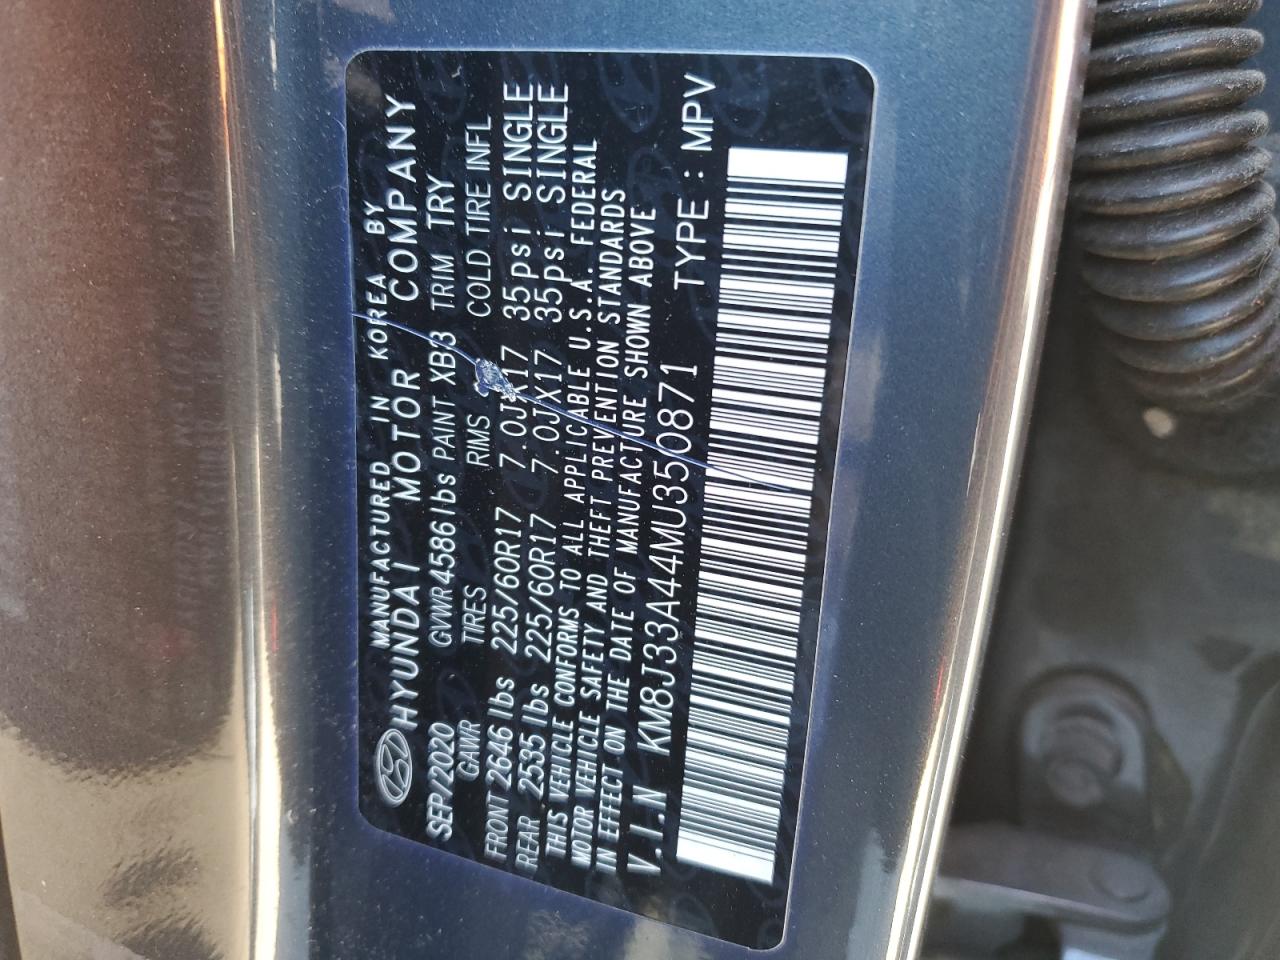 MANUFACTURED IN KOREA BY
HYUNDAI MOTOR COMPANY
SEP/2020 GVWR 4586 lbs PAINT XB3 TRIM TRY
GAWR TIRES RIMS COLD TIRE INFL
FRONT 2646 lbs 225/60R17 7.0JX17 35psi SINGLE
REAR 2535 lbs 225/60R17 7.0JX17 35psi SINGLE
THIS VEHICLE CONFORMS TO ALL APPLICABLE U.S.A. FEDERAL
MOTOR VEHICLE SAFETY AND THEFT PREVENTION STANDARDS
IN EFFECT ON THE DATE OF MANUFACTURE SHOWN ABOVE
V.I.N KM8J33A44MU350871 TYPE : MPV